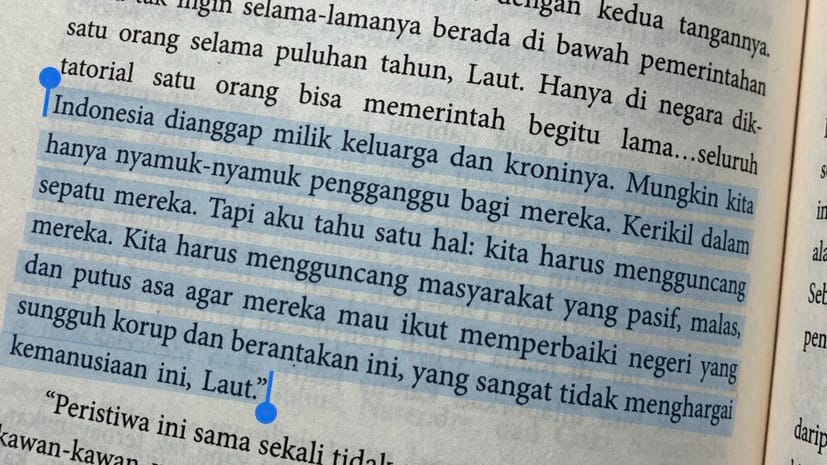 ingin selama-lamanya berada di bawah pemerintahan
dengan kedua tangannya.
satu orang selama puluhan tahun, Laut. Hanya di negara dik-
tatorial satu orang bisa memerintah begitu lama...seluruh
Indonesia dianggap milik keluarga dan kroninya. Mungkin kita
hanya nyamuk-nyamuk pengganggu bagi mereka. Kerikil dalam
sepatu mereka. Tapi aku tahu satu hal: kita harus mengguncang
mereka. Kita harus mengguncang masyarakat yang pasif, malas,
dan putus asa agar mereka mau ikut memperbaiki negeri yang
sungguh korup dan berantakan ini, yang sangat tidak menghargai
kemanusiaan ini, Laut.”
“Peristiwa ini sama sekali tidak
kawan-kawan